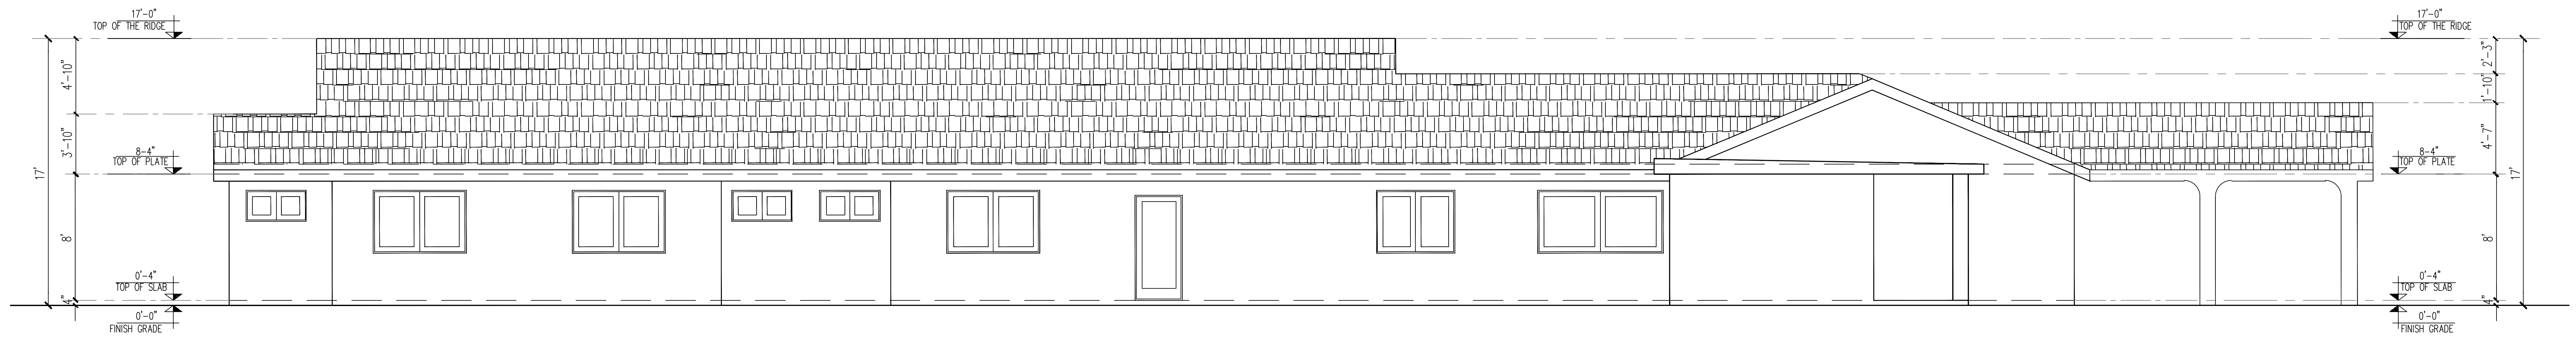 17'-0"
TOP OF THE RIDGE
4'-10"
3'-10"
8-4"
TOP OF PLATE
17'
8'
0'-4"
TOP OF SLAB
4"
0'-0"
FINISH GRADE
17'-0"
TOP OF THE RIDGE
2'-3"
1'-10"
4'-7"
8-4"
TOP OF PLATE
17'
8'
0'-4"
TOP OF SLAB
4"
0'-0"
FINISH GRADE